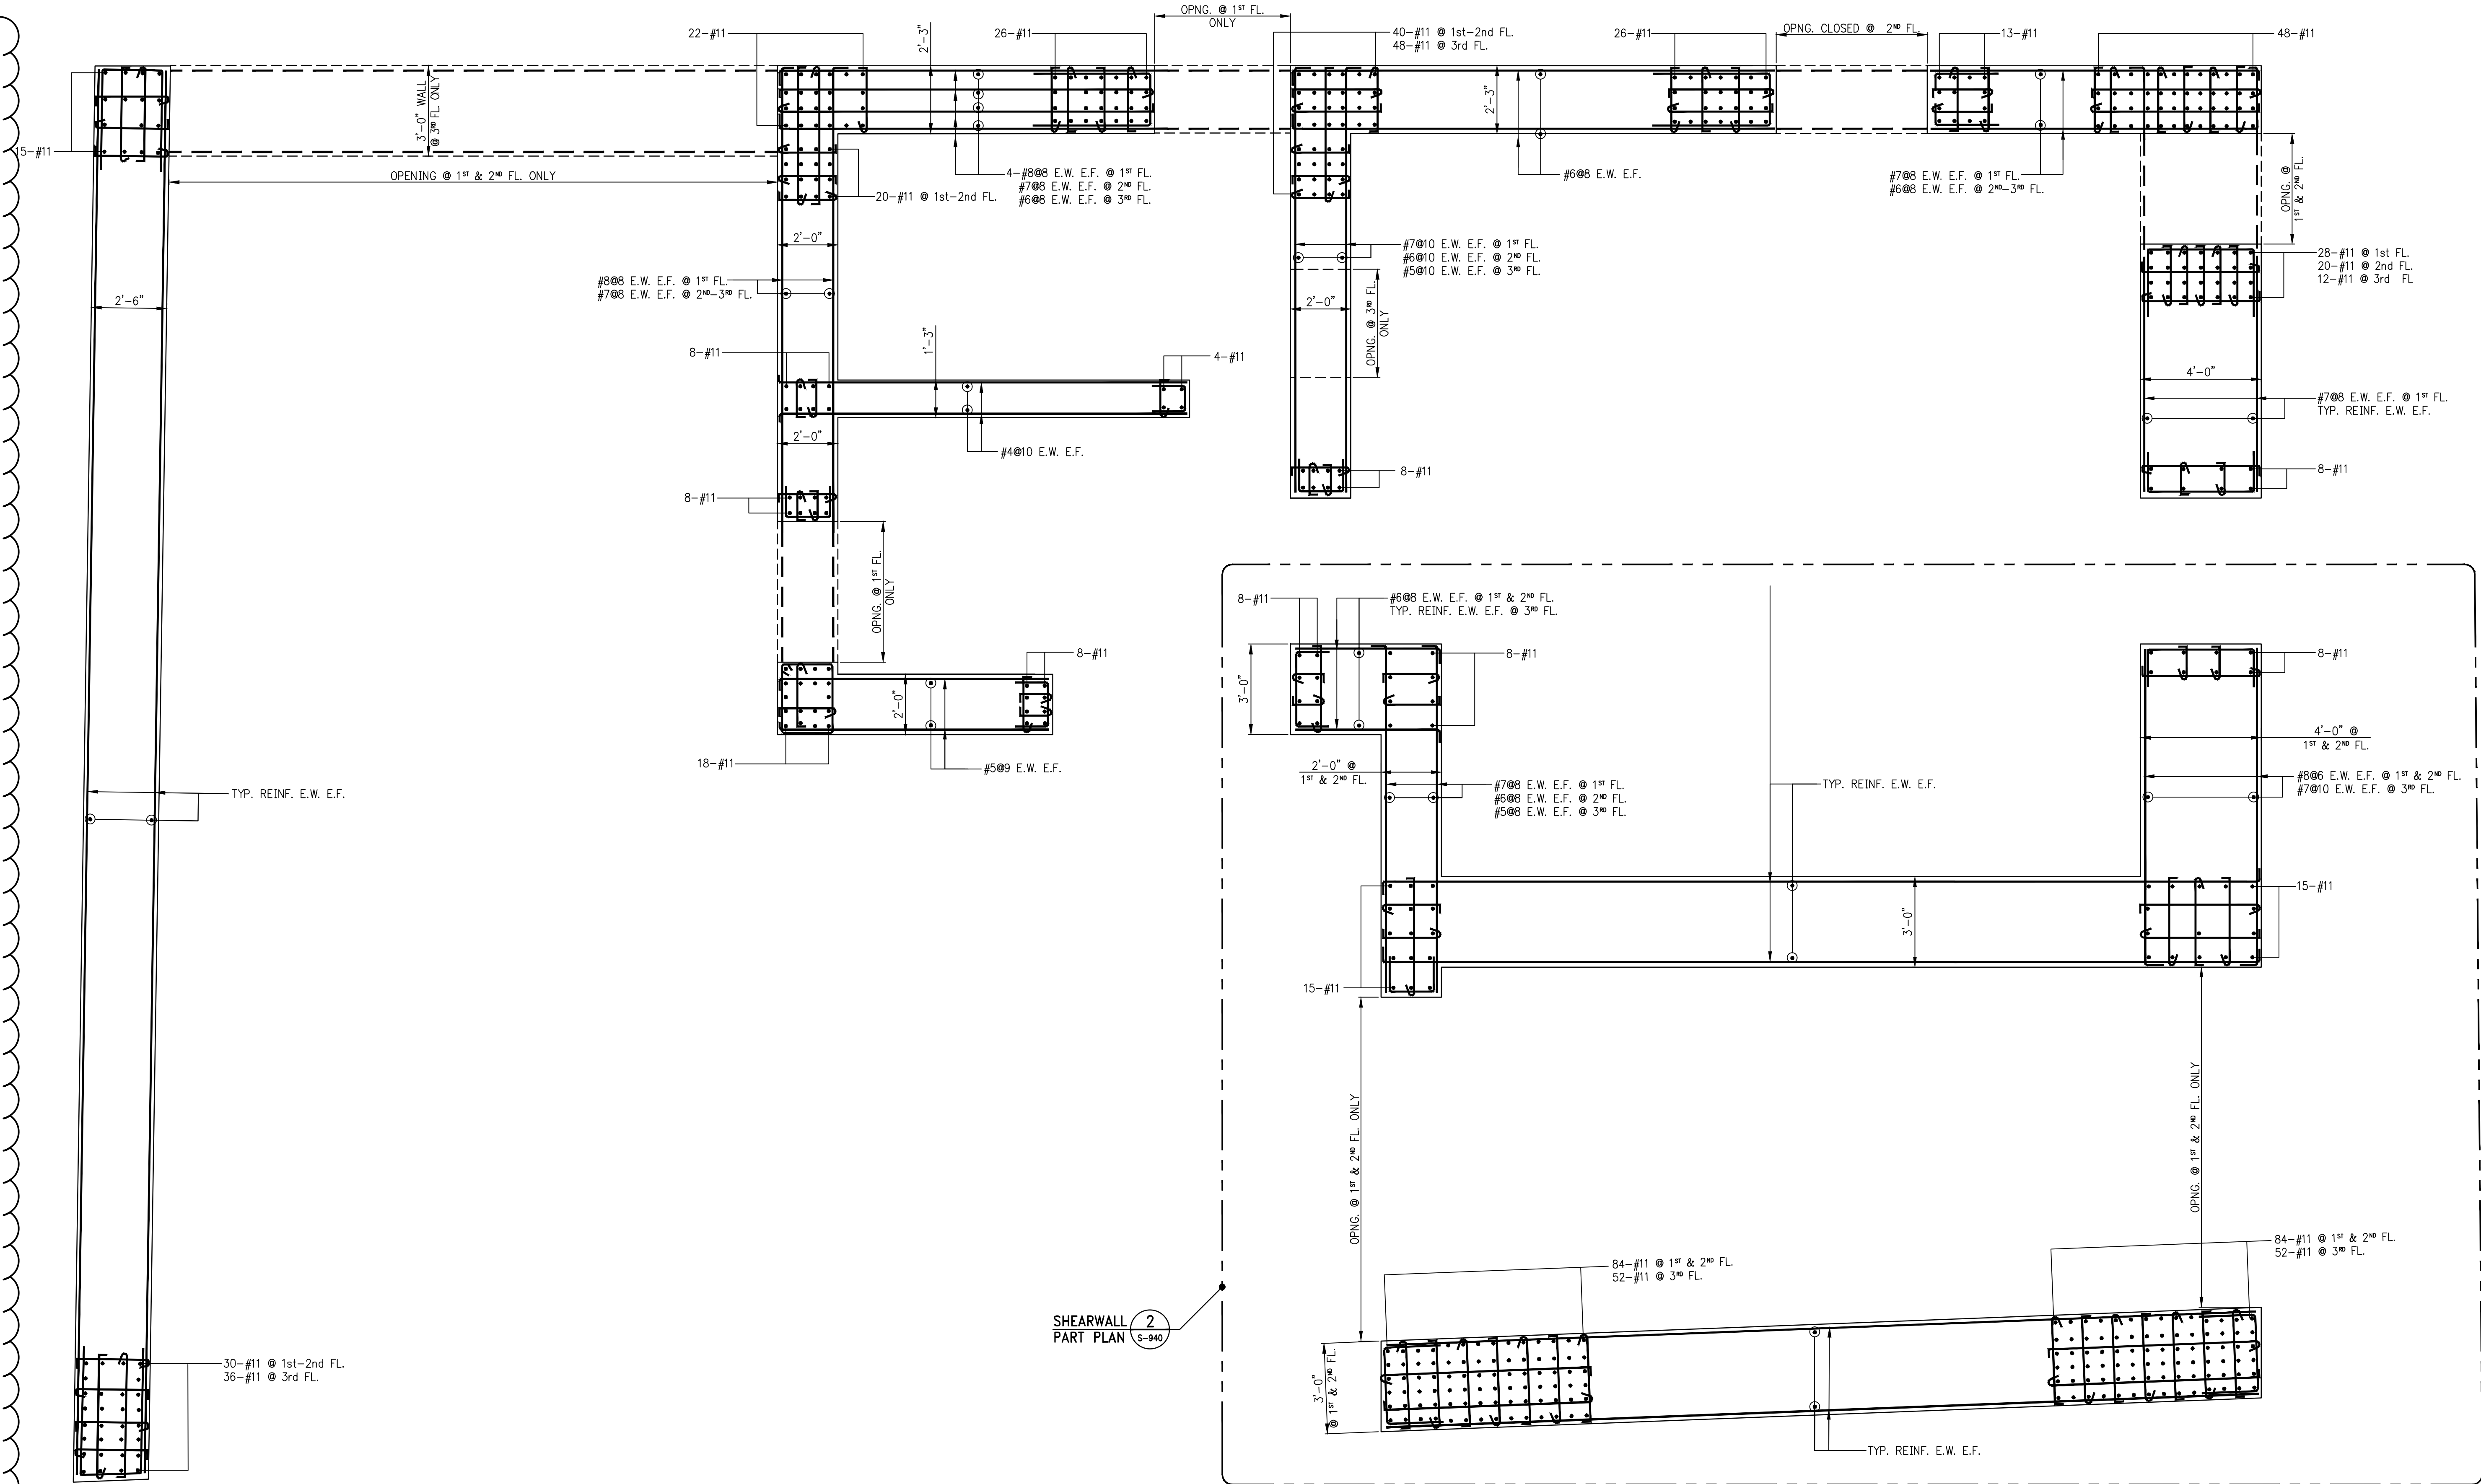 OPNG. @ 1ST FL.
ONLY
22-#11
2'-3"
26-#11
40-#11 @ 1st-2nd FL.
48-#11 @ 3rd FL.
26-#11
OPNG. CLOSED @ 2ND FL.
13-#11
48-#11
15-#11
3'-0" WALL
@ 3RD FL ONLY
2'-3"
OPENING @ 1ST & 2ND FL. ONLY
4-#8@8 E.W. E.F. @ 1ST FL.
#7@8 E.W. E.F. @ 2ND FL.
#6@8 E.W. E.F. @ 3RD FL.
20-#11 @ 1st-2nd FL.
#6@8 E.W. E.F.
#7@8 E.W. E.F. @ 1ST FL.
#6@8 E.W. E.F. @ 2ND-3RD FL.
OPNG. @
1ST & 2ND FL.
2'-0"
#7@10 E.W. E.F. @ 1ST FL.
#6@10 E.W. E.F. @ 2ND FL.
#5@10 E.W. E.F. @ 3RD FL.
28-#11 @ 1st FL.
20-#11 @ 2nd FL.
12-#11 @ 3rd FL
#8@8 E.W. E.F. @ 1ST FL.
#7@8 E.W. E.F. @ 2ND-3RD FL.
2'-6"
2'-0"
OPNG. @ 3RD FL.
ONLY
8-#11
1'-3"
4-#11
4'-0"
#7@8 E.W. E.F. @ 1ST FL.
TYP. REINF. E.W. E.F.
2'-0"
#4@10 E.W. E.F.
8-#11
8-#11
8-#11
OPNG. @ 1ST FL.
ONLY
8-#11
#6@8 E.W. E.F. @ 1ST & 2ND FL.
TYP. REINF. E.W. E.F. @ 3RD FL.
8-#11
8-#11
8-#11
3'-0"
2'-0"
18-#11
#5@9 E.W. E.F.
2'-0" @
1ST & 2ND FL.
4'-0" @
1ST & 2ND FL.
TYP. REINF. E.W. E.F.
#7@8 E.W. E.F. @ 1ST FL.
#6@8 E.W. E.F. @ 2ND FL.
#5@8 E.W. E.F. @ 3RD FL.
TYP. REINF. E.W. E.F.
#8@6 E.W. E.F. @ 1ST & 2ND FL.
#7@10 E.W. E.F. @ 3RD FL.
15-#11
3'-0"
15-#11
OPNG. @ 1ST & 2ND FL. ONLY
OPNG. @ 1ST & 2ND FL. ONLY
84-#11 @ 1ST & 2ND FL.
52-#11 @ 3RD FL.
84-#11 @ 1ST & 2ND FL.
52-#11 @ 3RD FL.
SHEARWALL
PART PLAN
2
S-940
30-#11 @ 1st-2nd FL.
36-#11 @ 3rd FL.
3'-0"
@ 1ST & 2ND FL.
TYP. REINF. E.W. E.F.